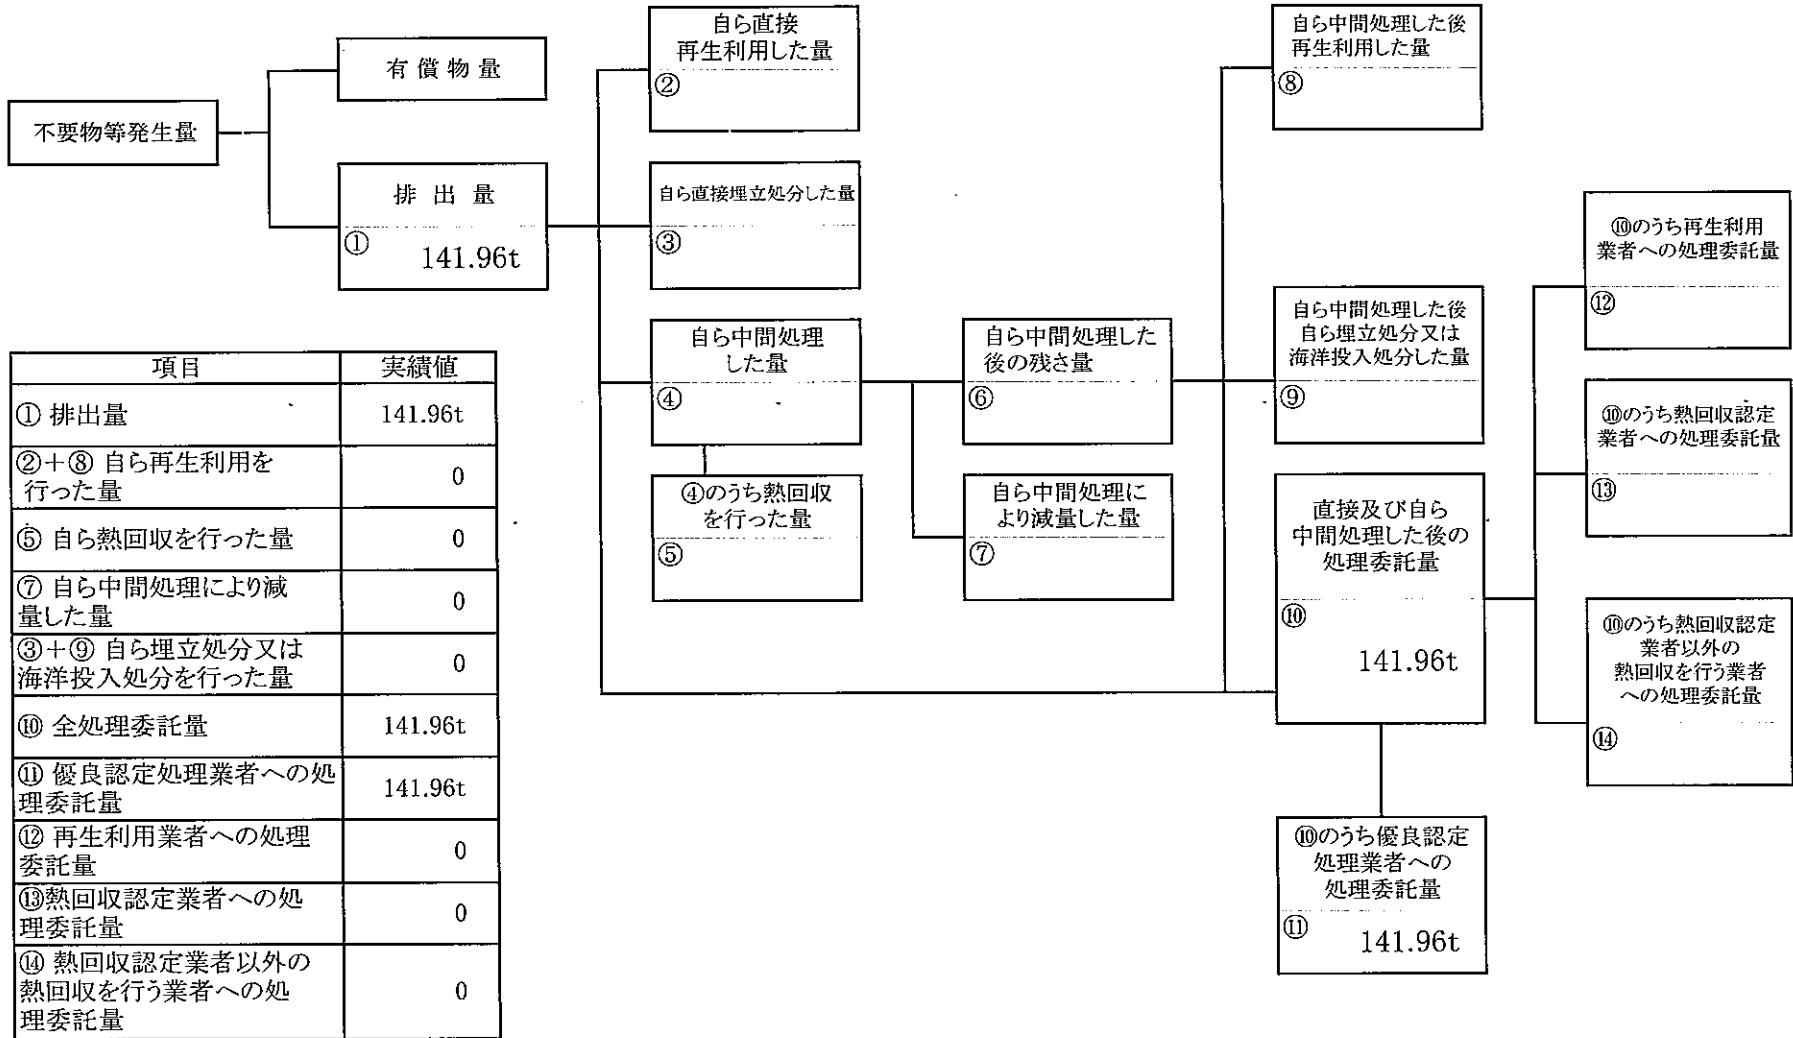 不要物等発生量
有償物量
排出量
①
141.96t
自ら直接
再生利用した量
②
自ら直接埋立処分した量
③
自ら中間処理
した量
④
④のうち熱回収
を行った量
⑤
自ら中間処理した
後の残さ量
⑥
自ら中間処理に
より減量した量
⑦
自ら中間処理した後
再生利用した量
⑧
自ら中間処理した後
自ら埋立処分又は
海洋投入処分した量
⑨
直接及び自ら
中間処理した後の
処理委託量
⑩
141.96t
⑩のうち優良認定
処理業者への
処理委託量
⑪
141.96t
⑩のうち再生利用
業者への処理委託量
⑫
⑩のうち熱回収認定
業者への処理委託量
⑬
⑩のうち熱回収認定
業者以外の
熱回収を行う業者
への処理委託量
⑭
項目 実績値
① 排出量 141.96t
②+⑧ 自ら再生利用を
行った量 0
⑤ 自ら熱回収を行った量 0
⑦ 自ら中間処理により減
量した量 0
③+⑨ 自ら埋立処分又は
海洋投入処分を行った量 0
⑩ 全処理委託量 141.96t
⑪ 優良認定処理業者への処
理委託量 141.96t
⑫ 再生利用業者への処理
委託量 0
⑬熱回収認定業者への処
理委託量 0
⑭ 熱回収認定業者以外の
熱回収を行う業者への処
理委託量 0